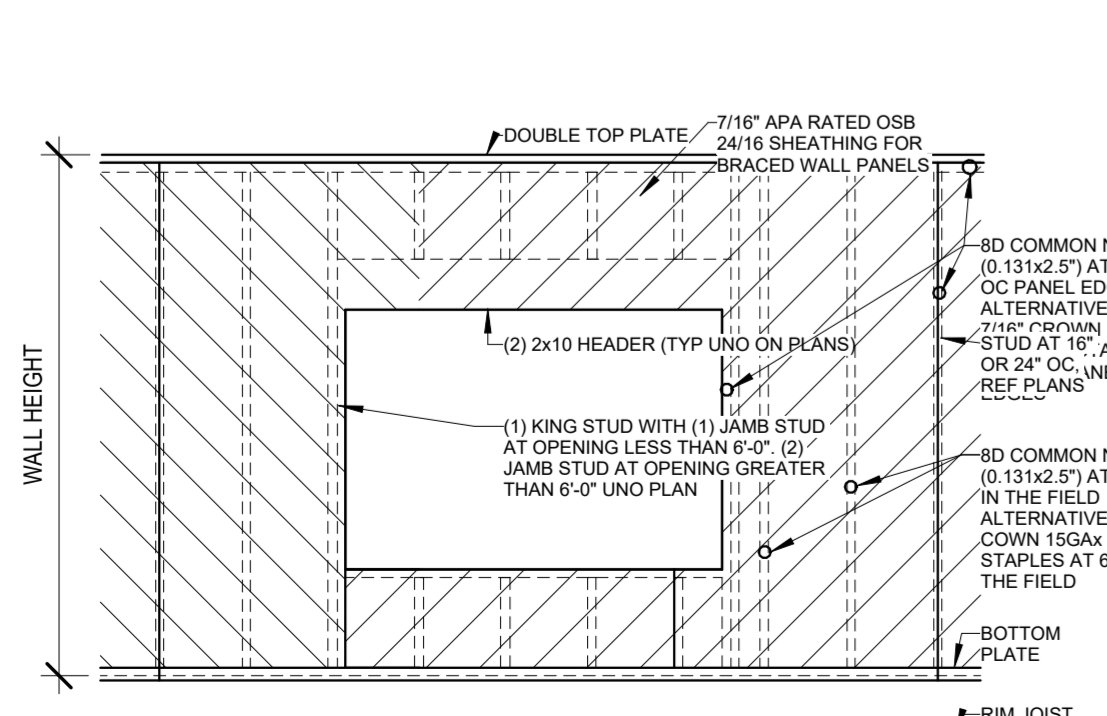 DOUBLE TOP PLATE
7/16" APA RATED OSB
24/16 SHEATHING FOR
BRACED WALL PANELS
8D COMMON
(0.131x2.5") AT
OC PANEL
ALTERNATIVE
7/16" CROWN
STUD AT 16"
OR 24" OC,
REF PLANS
WALL HEIGHT
(2) 2x10 HEADER (TYP UNO ON PLANS)
(1) KING STUD WITH (1) JAMB STUD
AT OPENING LESS THAN 6'-0". (2)
JAMB STUD AT OPENING GREATER
THAN 6'-0" UNO PLAN
8D COMMON
(0.131x2.5") AT
IN THE FIELD
ALTERNATIVE
COWN 15GAx
STAPLES AT 6
THE FIELD
BOTTOM
PLATE
RIM JOIST